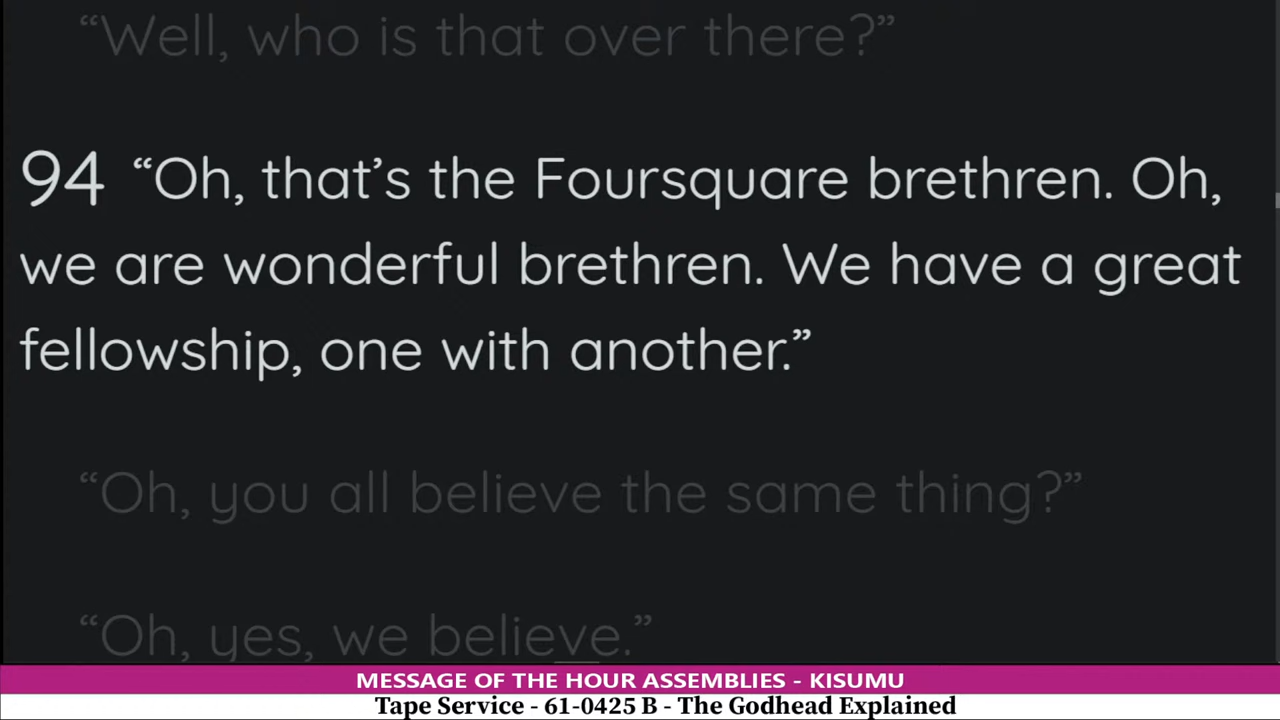 “Well, who is that over there?”
94 “Oh, that’s the Foursquare brethren. Oh,
we are wonderful brethren. We have a great
fellowship, one with another.”
“Oh, you all believe the same thing?”
“Oh, yes, we believe.”
MESSAGE OF THE HOUR ASSEMBLIES - KISUMU
Tape Service - 61-0425 B - The Godhead Explained